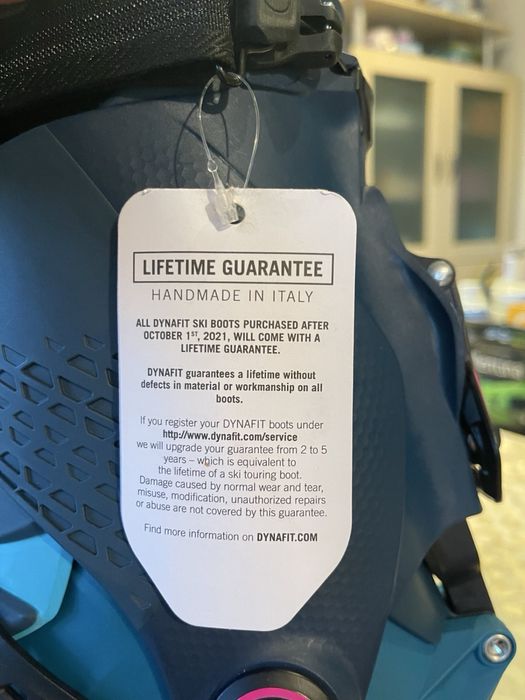 LIFETIME GUARANTEE
HANDMADE IN ITALY
ALL DYNAFIT SKI BOOTS PURCHASED AFTER
OCTOBER 1ST, 2021, WILL COME WITH A
LIFETIME GUARANTEE.
DYNAFIT guarantees a lifetime without
defects in material or workmanship on all
boots.
If you register your DYNAFIT boots under
http://www.dynafit.com/service
we will upgrade your guarantee from 2 to 5
years – which is equivalent to
the lifetime of a ski touring boot.
Damage caused by normal wear and tear,
misuse, modification, unauthorized repairs
or abuse are not covered by this guarantee.
Find more information on DYNAFIT.COM